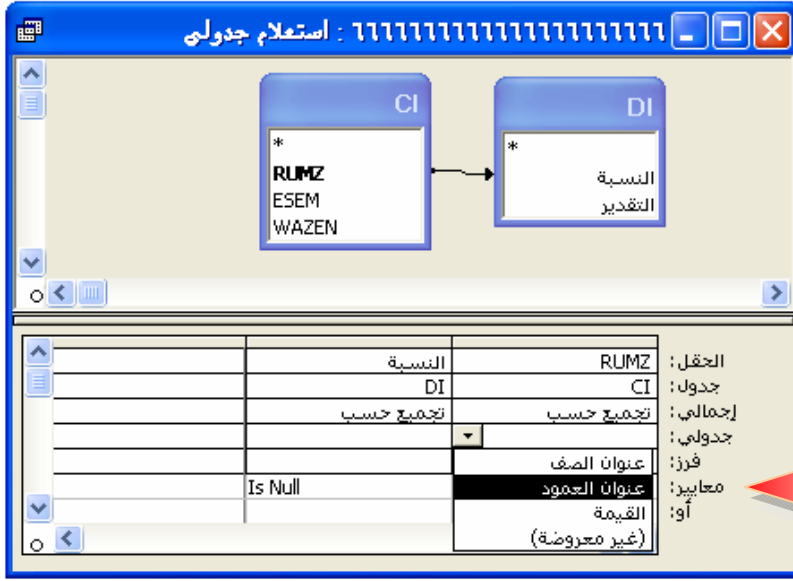 ٦٦٦٦٦٦٦٦٦٦٦٦٦٦٦٦٦٦٦٦٦٦٦ : استعلام جدولي
CI
*
RUMZ
ESEM
WAZEN
DI
*
النسبة
التقدير
الحقل: RUMZ النسبة
جدول: CI DI
إجمالي: تجميع حسب تجميع حسب
جدولي:
فرز: عنوان الصف
معايير: عنوان العمود Is Null
أو: القيمة
(غير معروضة)